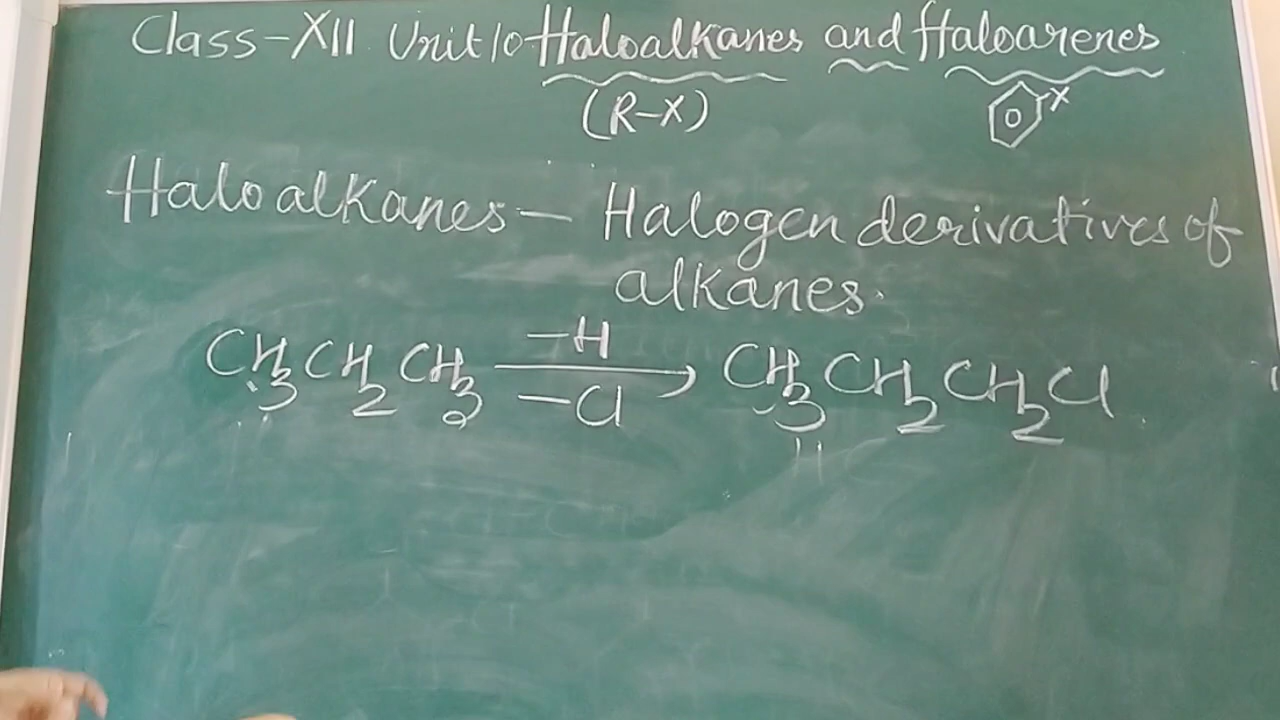 Class-XII Unit 10 Haloalkanes and Haloarenes
(R-X) X
Haloalkanes — Halogen derivatives of
alkanes.
CH3CH2CH3 —H —Cl → CH3CH2CH2Cl